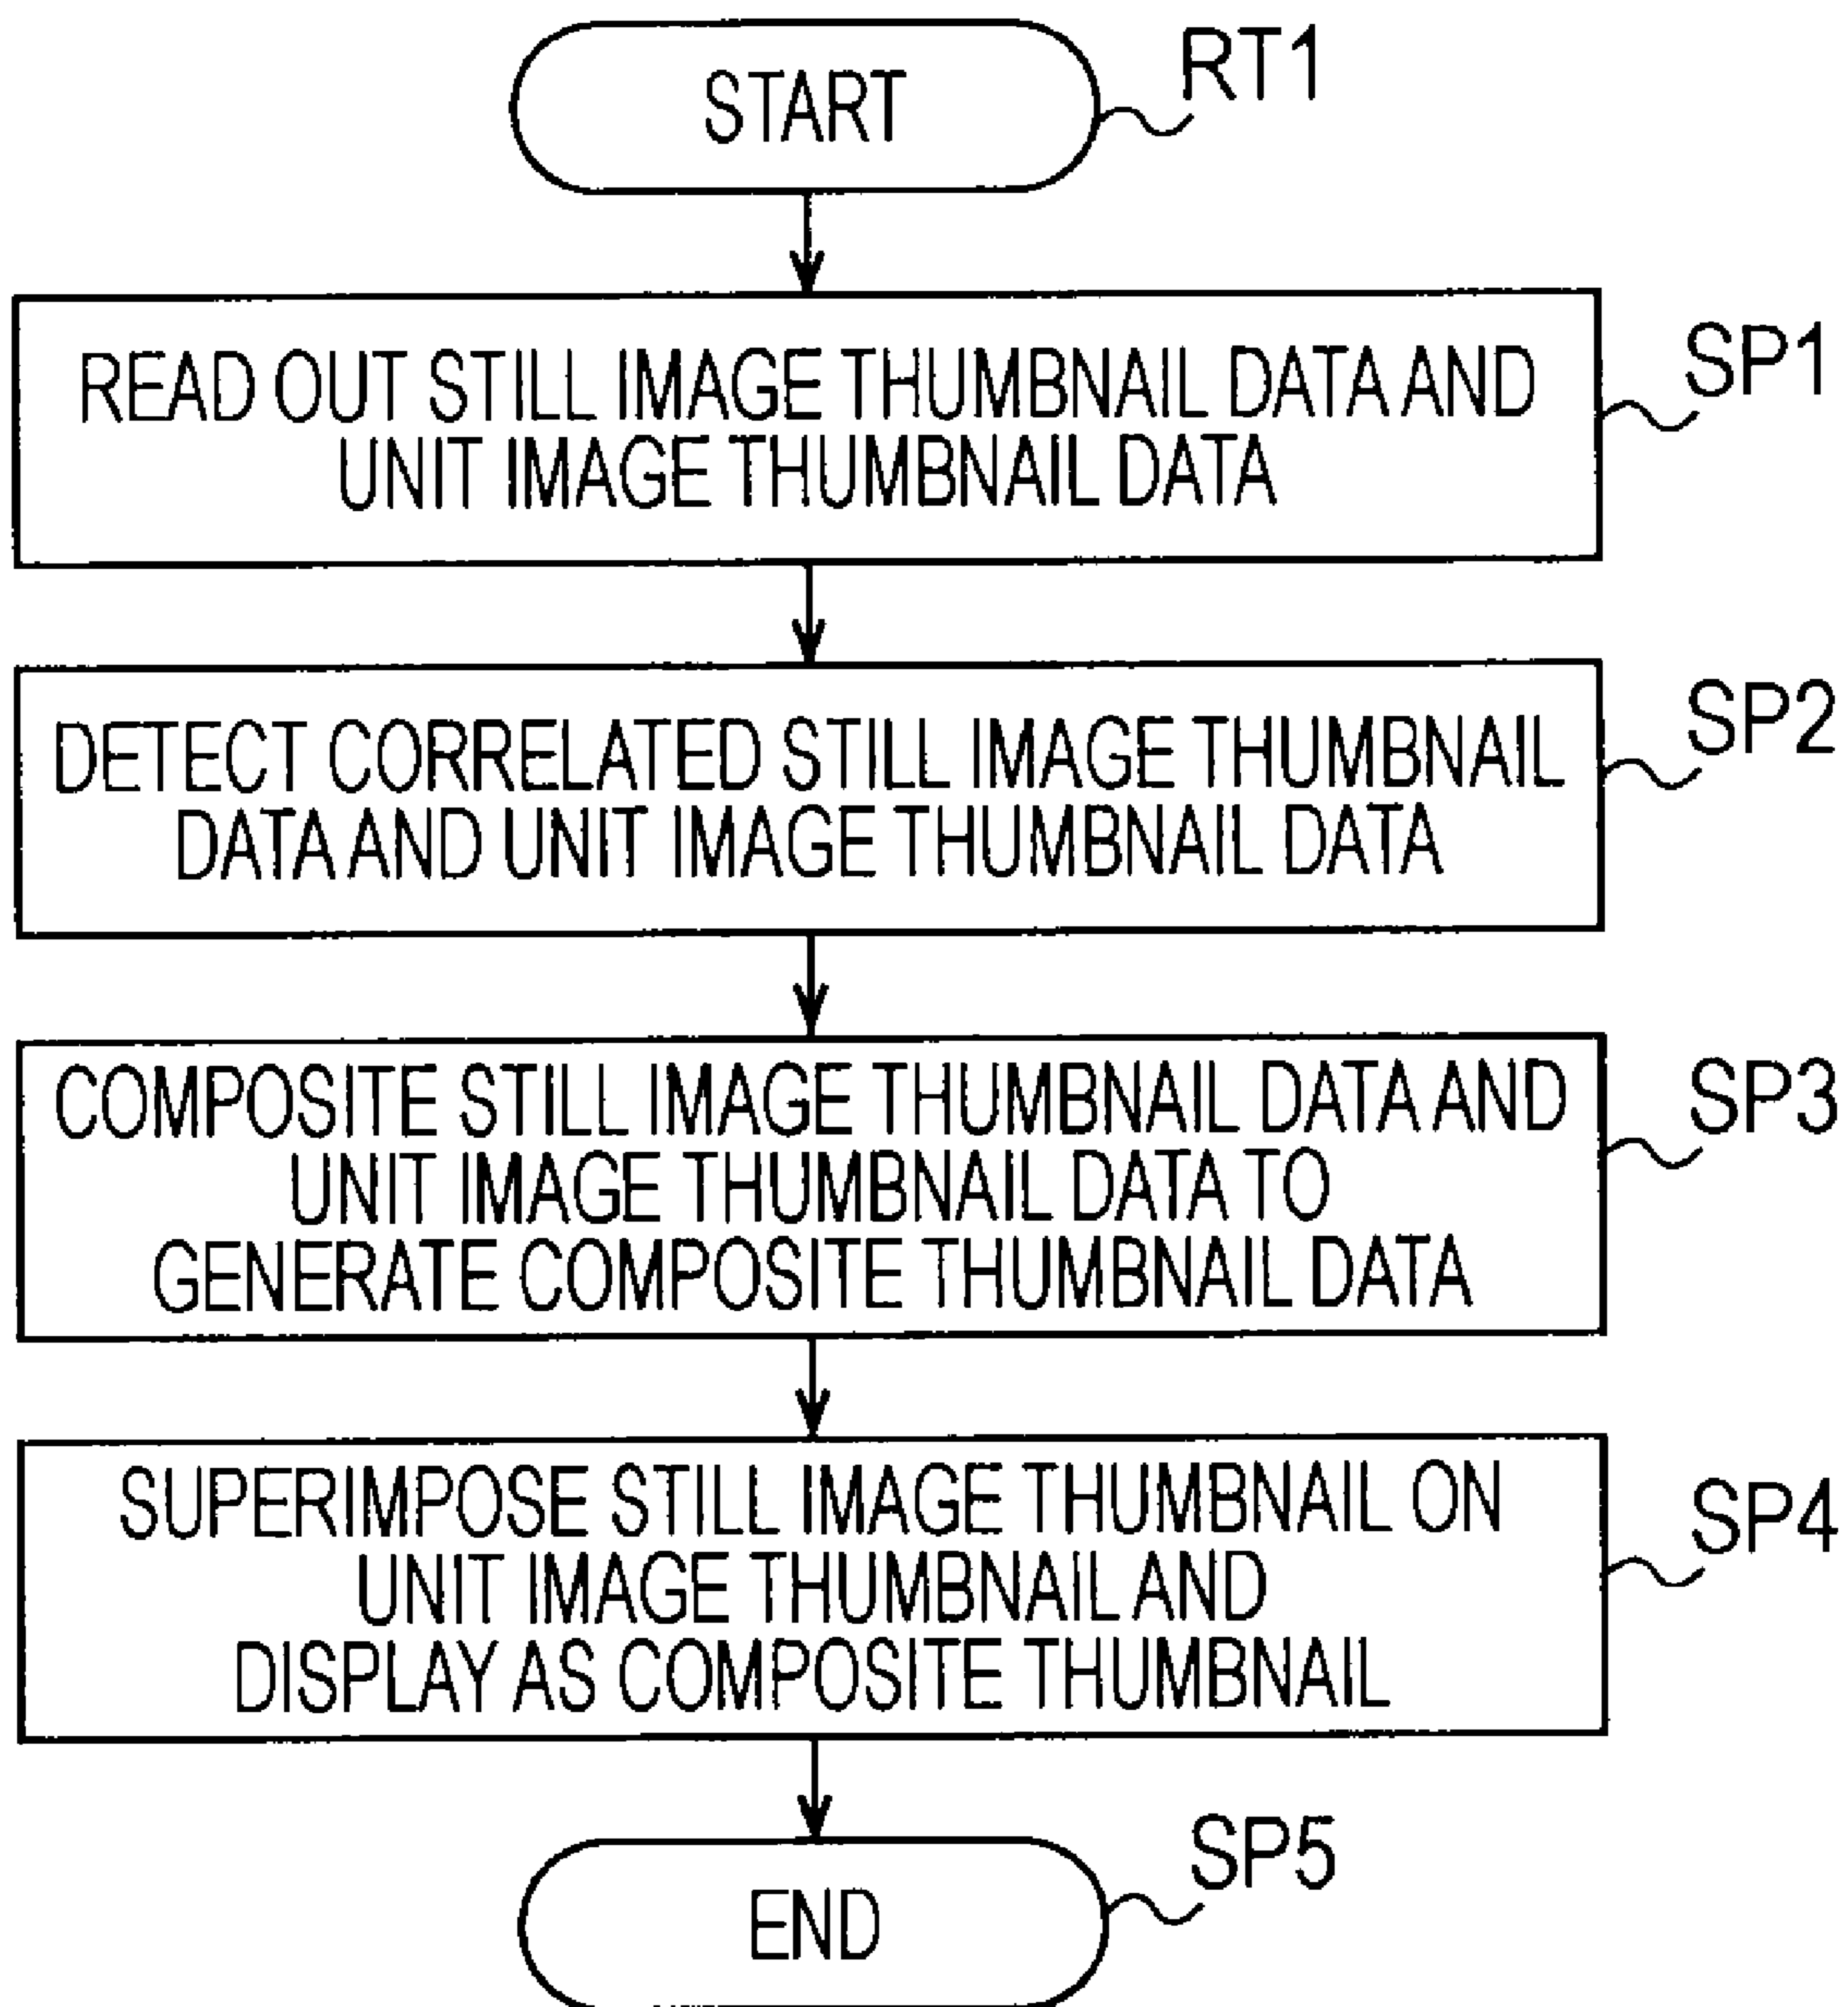 START
RT1
READ OUT STILL IMAGE THUMBNAIL DATA AND
UNIT IMAGE THUMBNAIL DATA
SP1
DETECT CORRELATED STILL IMAGE THUMBNAIL
DATA AND UNIT IMAGE THUMBNAIL DATA
SP2
COMPOSITE STILL IMAGE THUMBNAIL DATA AND
UNIT IMAGE THUMBNAIL DATA TO
GENERATE COMPOSITE THUMBNAIL DATA
SP3
SUPERIMPOSE STILL IMAGE THUMBNAIL ON
UNIT IMAGE THUMBNAIL AND
DISPLAY AS COMPOSITE THUMBNAIL
SP4
END
SP5